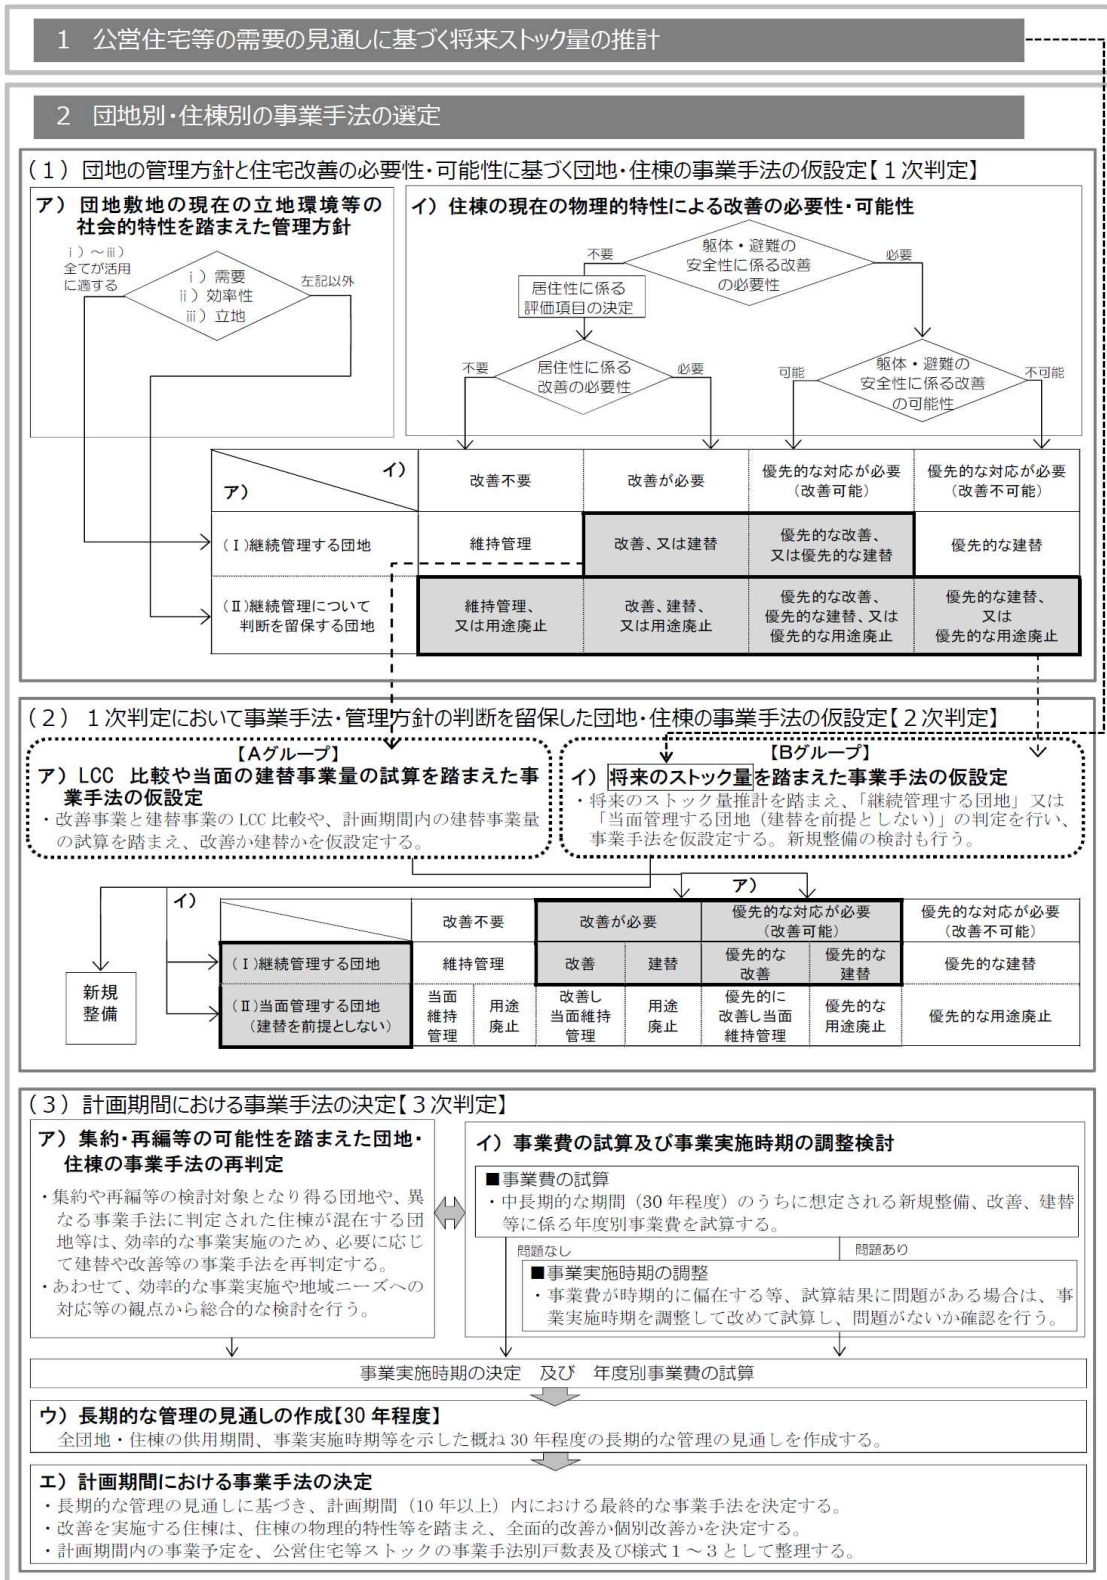 1 公営住宅等の需要の見通しに基づく将来ストック量の推計
2 団地別・住棟別の事業手法の選定
(1)団地の管理方針と住宅改善の必要性・可能性に基づく団地・住棟の事業手法の仮設定【1次判定】
ア)団地敷地の現在の立地環境等の
社会的特性を踏まえた管理方針
ⅰ)~ⅲ)
全てが活用
に適する
ⅰ)需要
ⅱ)効率性
ⅲ)立地
左記以外
イ)住棟の現在の物理的特性による改善の必要性・可能性
不要
躯体・避難の
安全性に係る改善
の必要性
必要
居住性に係る
評価項目の決定
不要
居住性に係る
改善の必要性
必要
可能
躯体・避難の
安全性に係る改善
の可能性
不可能
イ)
ア)
改善不要
改善が必要
優先的な対応が必要
(改善可能)
優先的な対応が必要
(改善不可能)
(Ⅰ)継続管理する団地
維持管理
改善、又は建替
優先的な改善、
又は優先的な建替
優先的な建替
(Ⅱ)継続管理について
判断を留保する団地
維持管理、
又は用途廃止
改善、建替、
又は用途廃止
優先的な改善、
優先的な建替、又は
優先的な用途廃止
優先的な建替、
又は
優先的な用途廃止
(2)1次判定において事業手法・管理方針の判断を留保した団地・住棟の事業手法の仮設定【2次判定】
【Aグループ】
ア)LCC 比較や当面の建替事業量の試算を踏まえた事
業手法の仮設定
・改善事業と建替事業の LCC 比較や、計画期間内の建替事業量
の試算を踏まえ、改善か建替かを仮設定する。
【Bグループ】
イ)将来のストック量を踏まえた事業手法の仮設定
・将来のストック量推計を踏まえ、「継続管理する団地」又は
「当面管理する団地(建替を前提としない)」の判定を行い、
事業手法を仮設定する。新規整備の検討も行う。
イ)
ア)
改善不要
改善が必要
優先的な対応が必要
(改善可能)
優先的な対応が必要
(改善不可能)
(Ⅰ)継続管理する団地
維持管理
改善
建替
優先的な
改善
優先的な
建替
優先的な建替
新規
整備
(Ⅱ)当面管理する団地
(建替を前提としない)
当面
維持
管理
用途
廃止
改善し
当面維持
管理
用途
廃止
優先的に
改善し当面
維持管理
優先的な
用途廃止
優先的な用途廃止
(3)計画期間における事業手法の決定【3次判定】
ア)集約・再編等の可能性を踏まえた団地・
住棟の事業手法の再判定
・集約や再編等の検討対象となり得る団地や、異
なる事業手法に判定された住棟が混在する団
地等は、効率的な事業実施のため、必要に応じ
て建替や改善等の事業手法を再判定する。
・あわせて、効率的な事業実施や地域ニーズへの
対応等の観点から総合的な検討を行う。
イ)事業費の試算及び事業実施時期の調整検討
■事業費の試算
・中長期的な期間(30 年程度)のうちに想定される新規整備、改善、建替
等に係る年度別事業費を試算する。
問題なし
問題あり
■事業実施時期の調整
・事業費が時期的に偏在する等、試算結果に問題がある場合は、事
業実施時期を調整して改めて試算し、問題がないか確認を行う。
事業実施時期の決定 及び 年度別事業費の試算
ウ)長期的な管理の見通しの作成【30 年程度】
全団地・住棟の供用期間、事業実施時期等を示した概ね 30 年程度の長期的な管理の見通しを作成する。
エ)計画期間における事業手法の決定
・長期的な管理の見通しに基づき、計画期間(10 年以上)内における最終的な事業手法を決定する。
・改善を実施する住棟は、住棟の物理的特性等を踏まえ、全面的改善か個別改善かを決定する。
・計画期間内の事業予定を、公営住宅等ストックの事業手法別戸数表及び様式1~3として整理する。